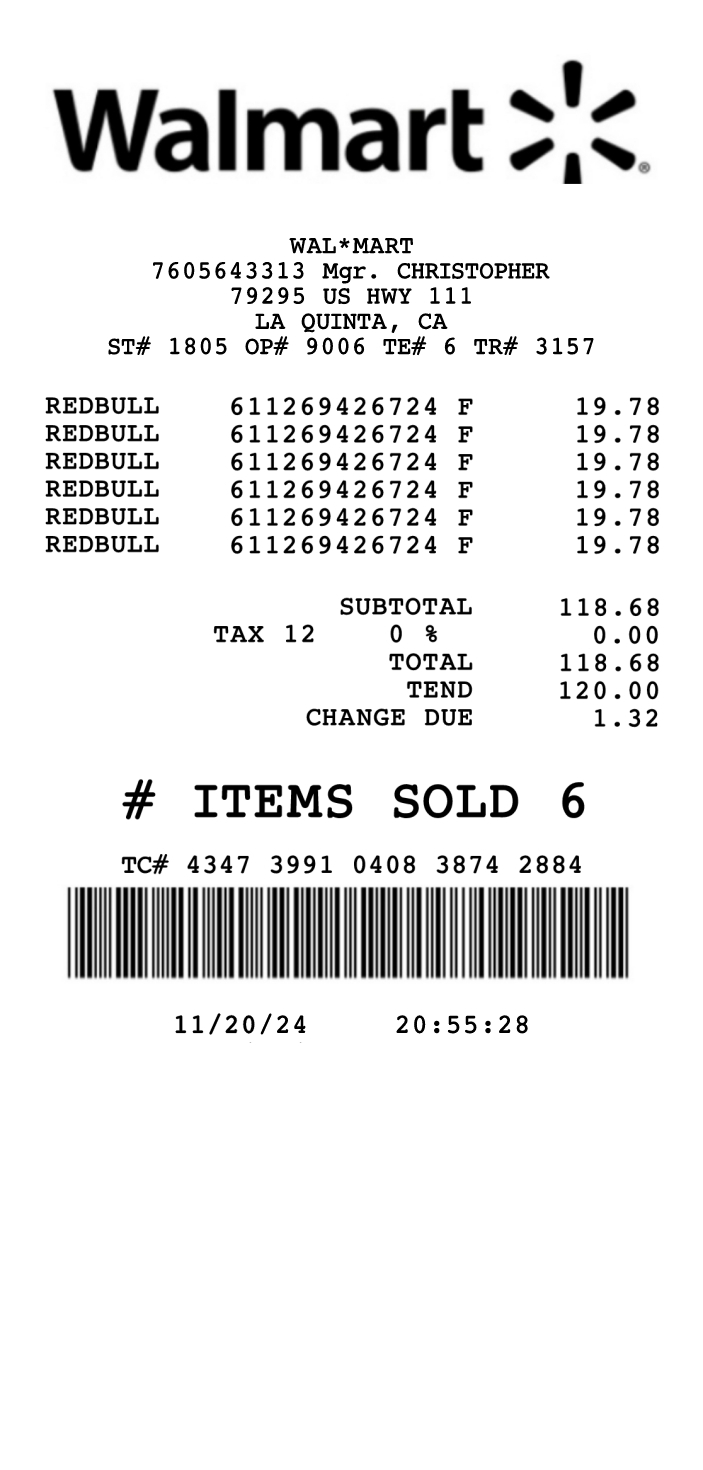 Walmart
WAL*MART
7605643313 Mgr. CHRISTOPHER
79295 US HWY 111
LA QUINTA, CA
ST# 1805 OP# 9006 TE# 6 TR# 3157
REDBULL 611269426724 F 19.78
REDBULL 611269426724 F 19.78
REDBULL 611269426724 F 19.78
REDBULL 611269426724 F 19.78
REDBULL 611269426724 F 19.78
REDBULL 611269426724 F 19.78
SUBTOTAL 118.68
TAX 12 0 % 0.00
TOTAL 118.68
TEND 120.00
CHANGE DUE 1.32
# ITEMS SOLD 6
TC# 4347 3991 0408 3874 2884
11/20/24 20:55:28